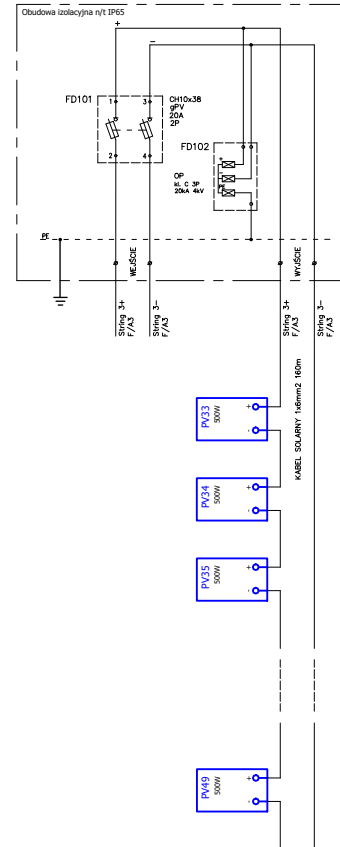 Obudowa izolacyjna n/t IP65
+
−
FD101
1
3
CH10x38
gPV
20A
2P
2
4
FD102
+
−
PE
OP
kl. C 3P
20kA 4kV
PE
WEJŚCIE
WYJŚCIE
String 3+
F/A3
String 3-
F/A3
String 3+
F/A3
String 3-
F/A3
KABEL SOLARNY 1x6mm2 160m
PV33
500W
+
-
PV34
500W
+
-
PV35
500W
+
-
PV49
500W
+
-